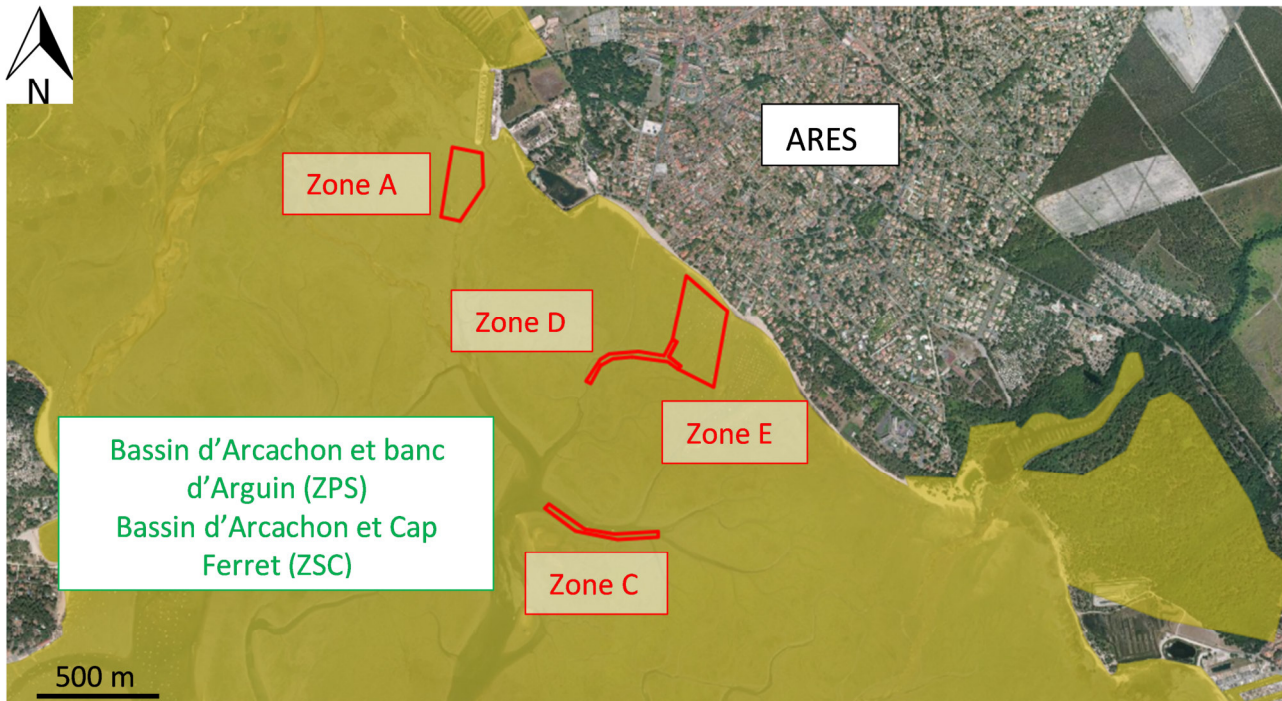 N
ARES
Zone A
Zone D
Zone E
Bassin d’Arcachon et banc
d’Arguin (ZPS)
Bassin d’Arcachon et Cap
Ferret (ZSC)
Zone C
500 m